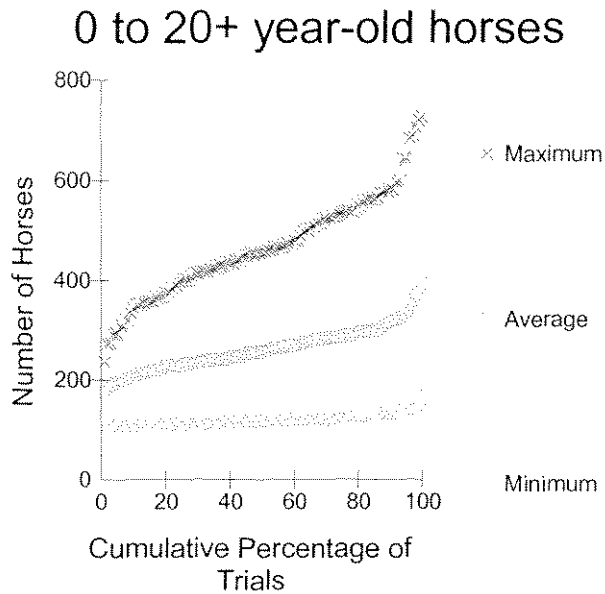 0 to 20+ year-old horses
800
600
400
200
0
Number of Horses
0 20 40 60 80 100
Cumulative Percentage of
Trials
Maximum
Average
Minimum